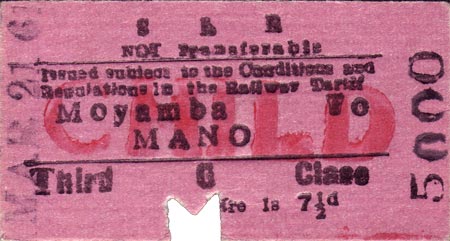 S L R
NOT Transferable
Issued subject to the Conditions and
Regulations in the Railway Tariff
Moyamba To
MANO
CHILD
Third C Class
Fare 1s 7½d
5000
MAR 21 6